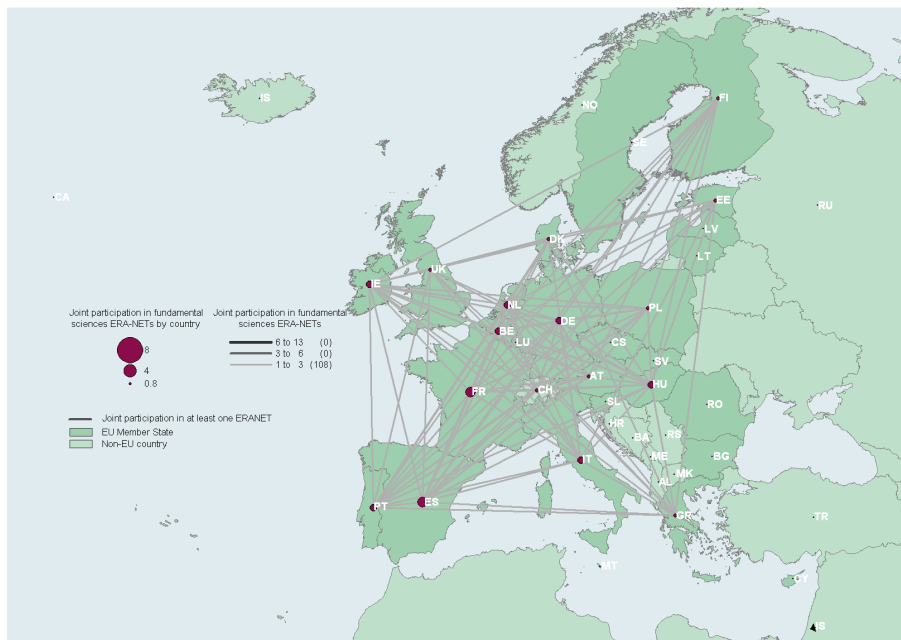 IS
NO
FI
SE
CA
EE
RU
LV
LT
UK
IE
NL
PL
DE
BE
LU
CS
SV
AT
HU
FR
CH
SL
RO
HR
BA
RS
ME
BG
IT
MK
AL
PT
ES
GR
TR
MT
CY
IS
Joint participation in fundamental
sciences ERA-NETs by country
8
4
0.8
Joint participation in fundamental
sciences ERA-NETs
6 to 13 (0)
3 to 6 (0)
1 to 3 (108)
Joint participation in at least one ERANET
EU Member State
Non-EU country